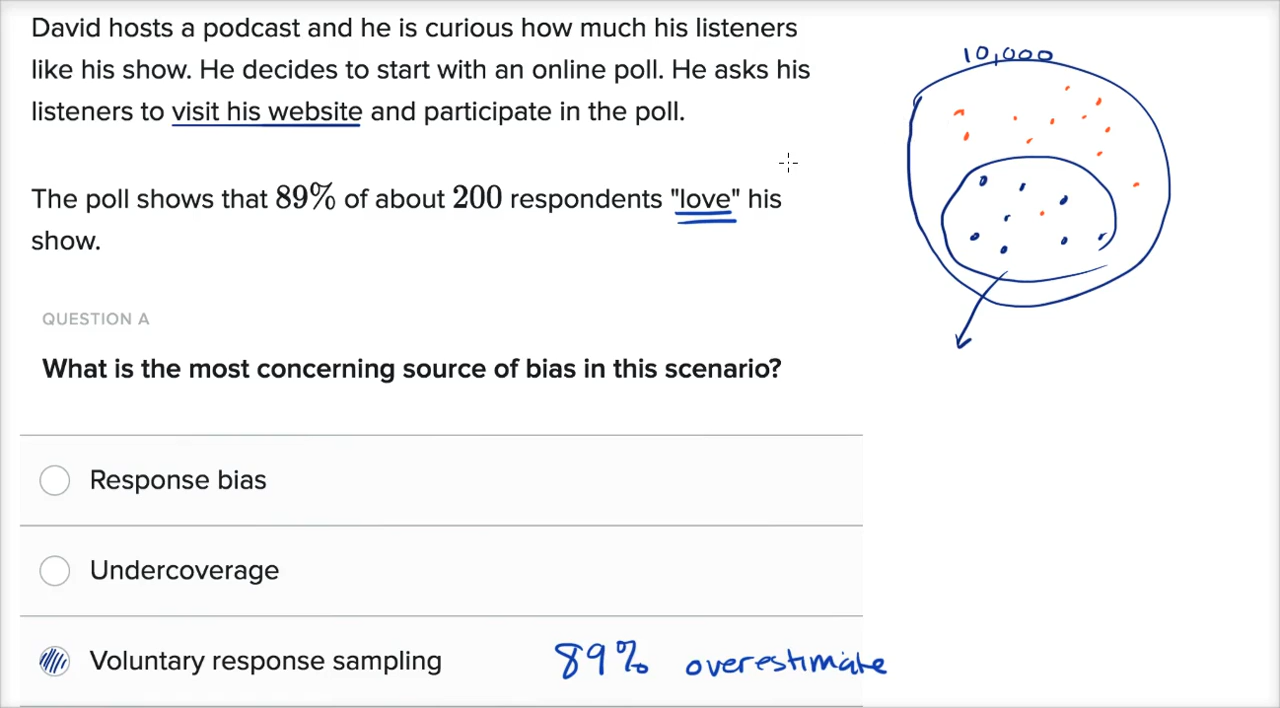 David hosts a podcast and he is curious how much his listeners
like his show. He decides to start with an online poll. He asks his
listeners to visit his website and participate in the poll.
The poll shows that 89% of about 200 respondents "love" his
show.
10,000
QUESTION A
What is the most concerning source of bias in this scenario?
Response bias
Undercoverage
Voluntary response sampling
89% overestimate